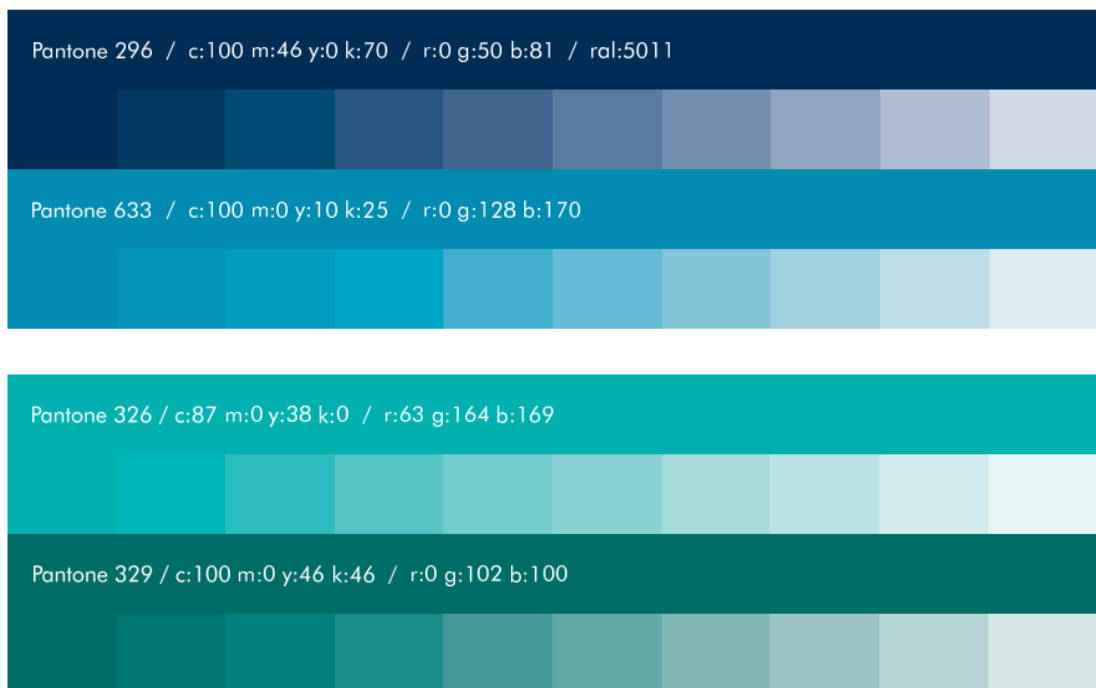 Pantone 296 / c:100 m:46 y:0 k:70 / r:0 g:50 b:81 / ral:5011
Pantone 633 / c:100 m:0 y:10 k:25 / r:0 g:128 b:170
Pantone 326 / c:87 m:0 y:38 k:0 / r:63 g:164 b:169
Pantone 329 / c:100 m:0 y:46 k:46 / r:0 g:102 b:100